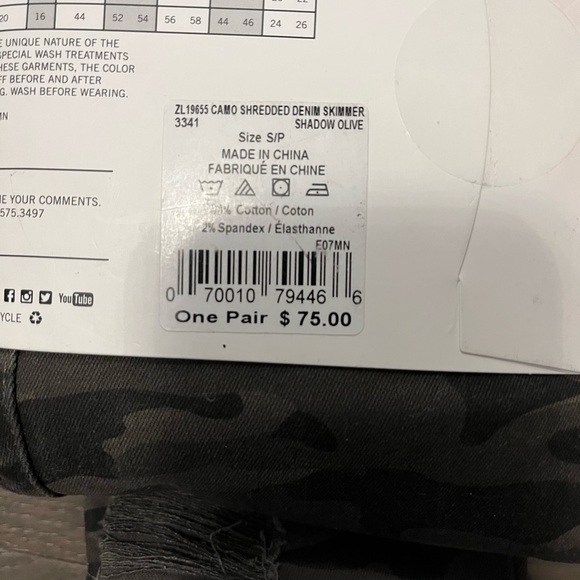 20 16 44 52 54 56 58 44 46 24 26
E UNIQUE NATURE OF THE
SPECIAL WASH TREATMENTS
HESE GARMENTS, THE COLOR
FF BEFORE AND AFTER
G. WASH BEFORE WEARING.
MN
E YOUR COMMENTS.
575.3497
You Tube
YCLE
ZL19655 CAMO SHREDDED DENIM SKIMMER
3341 SHADOW OLIVE
Size S/P
MADE IN CHINA
FABRIQUÉ EN CHINE
Cotton / Coton
2% Spandex / Élasthanne
E07MN
0 70010 79446 6
One Pair $ 75.00